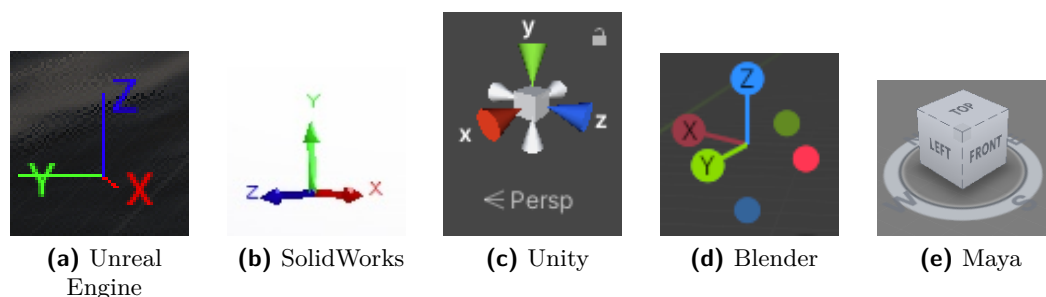 Z
Y
X
(a) Unreal
Engine
Y
Z
X
(b) SolidWorks
y
x
z
Persp
(c) Unity
Z
X
Y
(d) Blender
TOP
LEFT
FRONT
W
S
(e) Maya